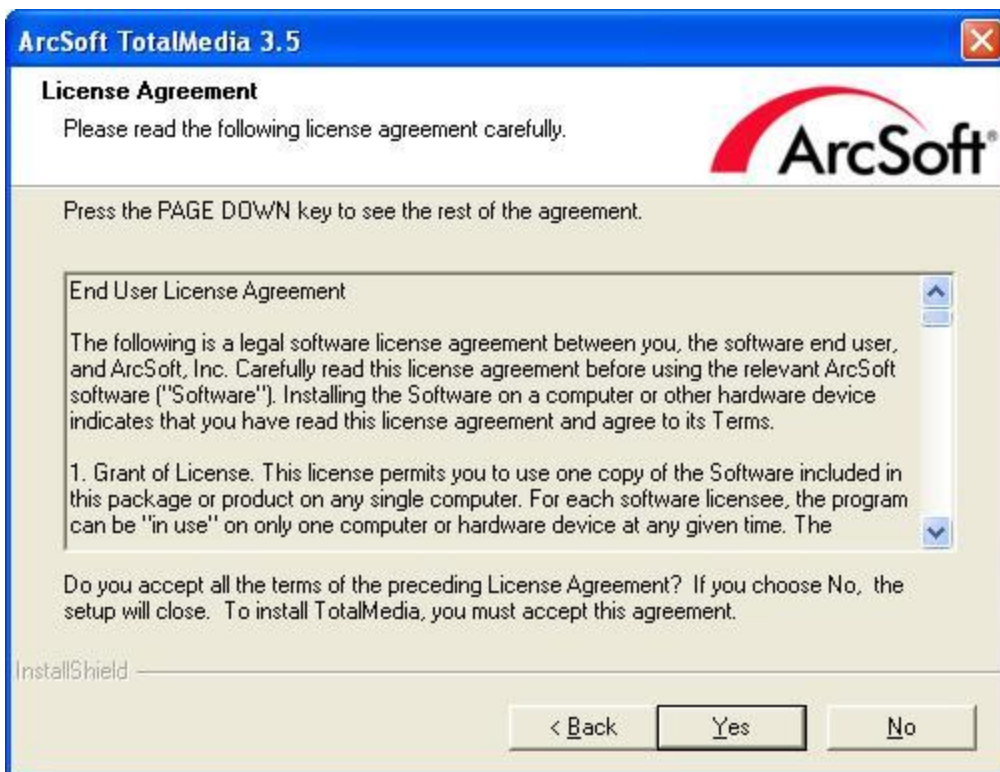 ArcSoft TotalMedia 3.5
License Agreement
Please read the following license agreement carefully.
ArcSoft®
Press the PAGE DOWN key to see the rest of the agreement.
End User License Agreement
The following is a legal software license agreement between you, the software end user,
and ArcSoft, Inc. Carefully read this license agreement before using the relevant ArcSoft
software ("Software"). Installing the Software on a computer or other hardware device
indicates that you have read this license agreement and agree to its Terms.
1. Grant of License. This license permits you to use one copy of the Software included in
this package or product on any single computer. For each software licensee, the program
can be "in use" on only one computer or hardware device at any given time. The
Do you accept all the terms of the preceding License Agreement? If you choose No, the
setup will close. To install TotalMedia, you must accept this agreement.
InstallShield
< Back
Yes
No